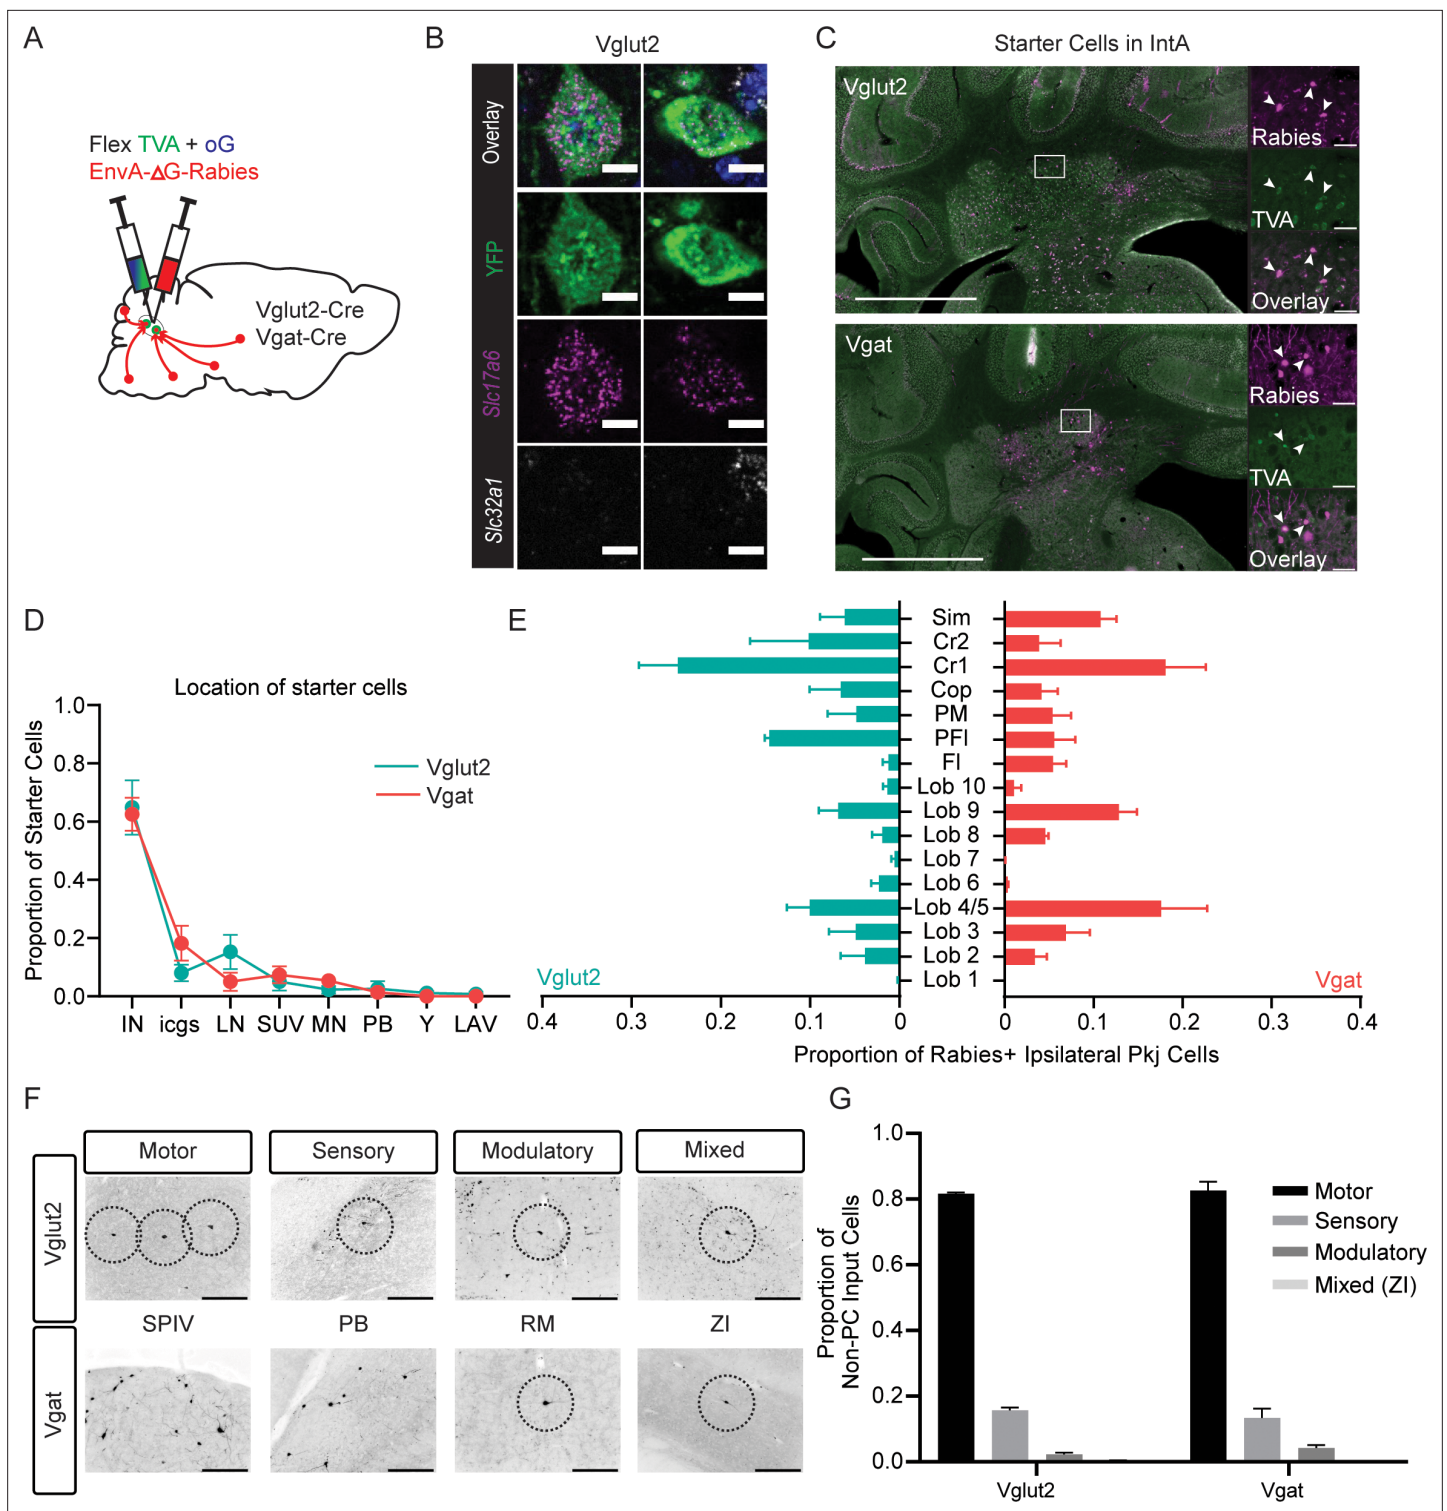 A
Flex TVA + oG
EnvA-ΔG-Rabies
Vglut2-Cre
Vgat-Cre
B
Vglut2
Overlay
YFP
Slc17a6
Slc32a1
C
Starter Cells in IntA
Vglut2
Rabies
TVA
Overlay
Vgat
Rabies
TVA
Overlay
D
Location of starter cells
Proportion of Starter Cells
1.0
0.8
0.6
0.4
0.2
0.0
Vglut2
Vgat
IN icgs LN SUV MN PB Y LAV
E
Sim
Cr2
Cr1
Cop
PM
PFl
Fl
Lob 10
Lob 9
Lob 8
Lob 7
Lob 6
Lob 4/5
Lob 3
Lob 2
Lob 1
Vglut2
Vgat
0.4 0.3 0.2 0.1 0 0 0.1 0.2 0.3 0.4
Proportion of Rabies+ Ipsilateral Pkj Cells
F
Motor Sensory Modulatory Mixed
Vglut2
SPIV PB RM ZI
Vgat
G
Proportion of
Non-PC Input Cells
1.0
0.8
0.6
0.4
0.2
0.0
Motor
Sensory
Modulatory
Mixed (ZI)
Vglut2 Vgat